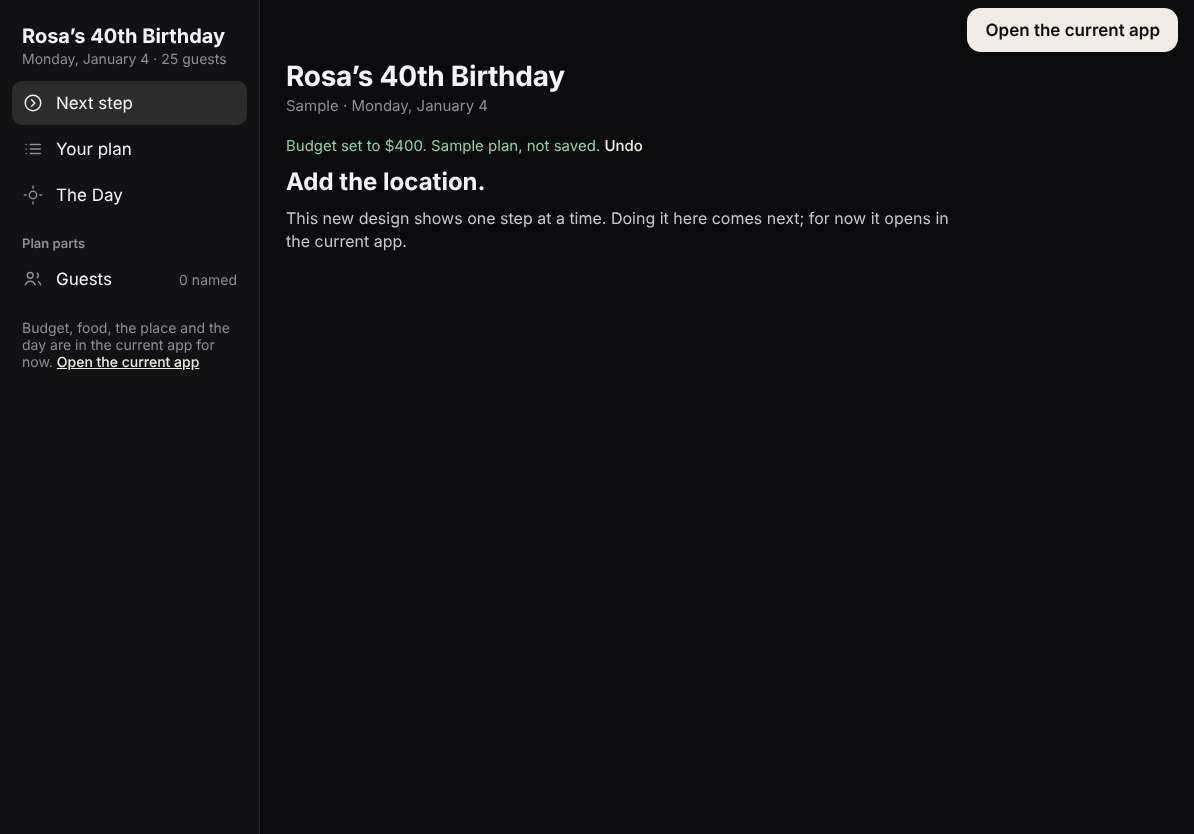 Rosa’s 40th Birthday
Monday, January 4 · 25 guests
Next step
Your plan
The Day
Plan parts
Guests 0 named
Budget, food, the place and the
day are in the current app for
now. Open the current app
Open the current app
Rosa’s 40th Birthday
Sample · Monday, January 4
Budget set to $400. Sample plan, not saved. Undo
Add the location.
This new design shows one step at a time. Doing it here comes next; for now it opens in
the current app.